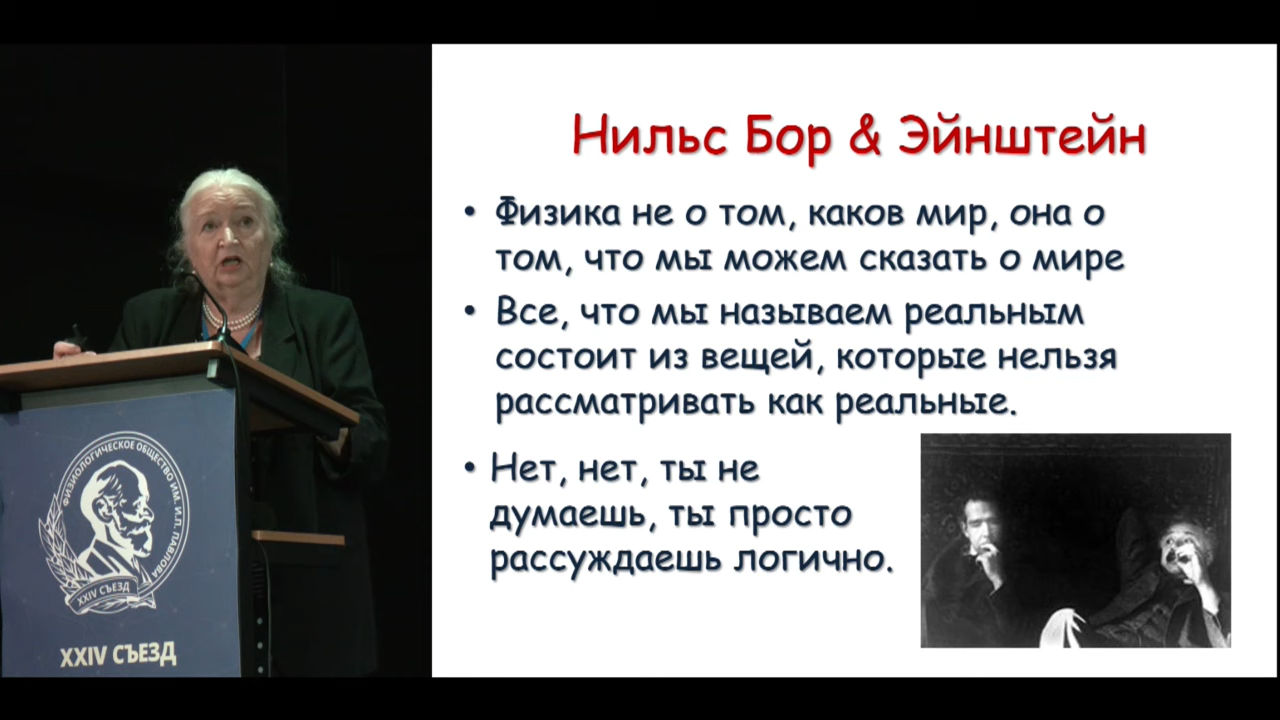 Нильс Бор & Эйнштейн
• Физика не о том, каков мир, она о
том, что мы можем сказать о мире
• Все, что мы называем реальным
состоит из вещей, которые нельзя
рассматривать как реальные.
• Нет, нет, ты не
думаешь, ты просто
рассуждаешь логично.
ФИЗИОЛОГИЧЕСКОЕ ОБЩЕСТВО ИМ. И.П. ПАВЛОВА
XXIV СЪЕЗД
XXIV СЪЕЗД